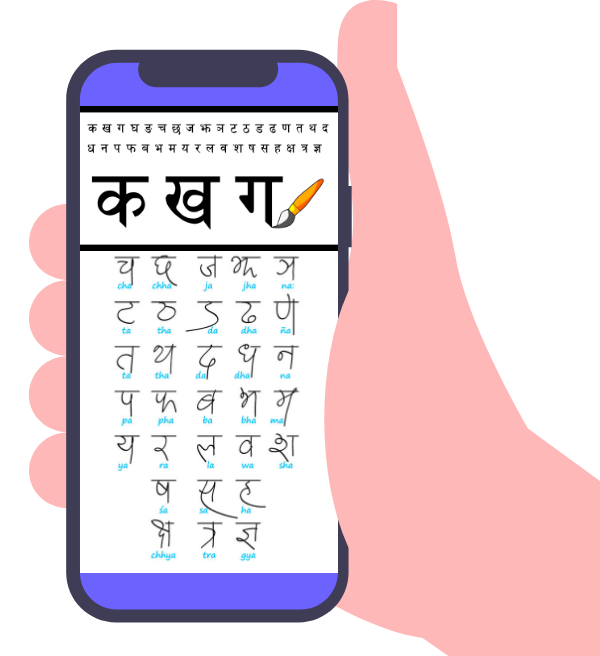 क ख ग घ ङ च छ ज झ ञ ट ठ ड ढ ण त थ द
ध न प फ ब भ म य र ल व श ष स ह क्ष त्र ज्ञ
क ख ग
च छ ज झ ञ
cha chha ja jha na:
ट ठ ड ढ ण
ta tha da dha ña
त थ द ध न
ta tha da dha na
प फ ब भ म
pa pha ba bha ma
य र ल व श
ya ra la wa sha
ष स ह
śa sa ha
क्ष त्र ज्ञ
chhya tra gya